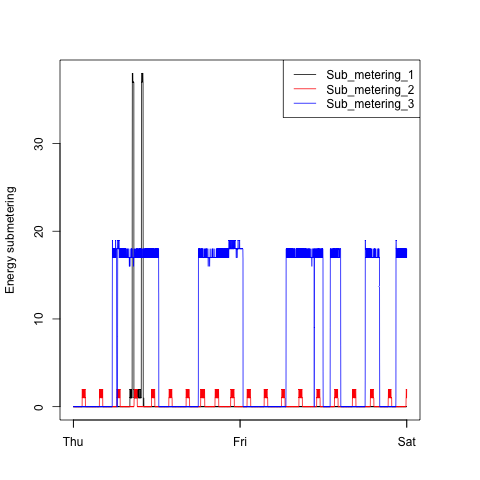 Sub_metering_1
Sub_metering_2
Sub_metering_3
Energy submetering
30
20
10
0
Thu Fri Sat